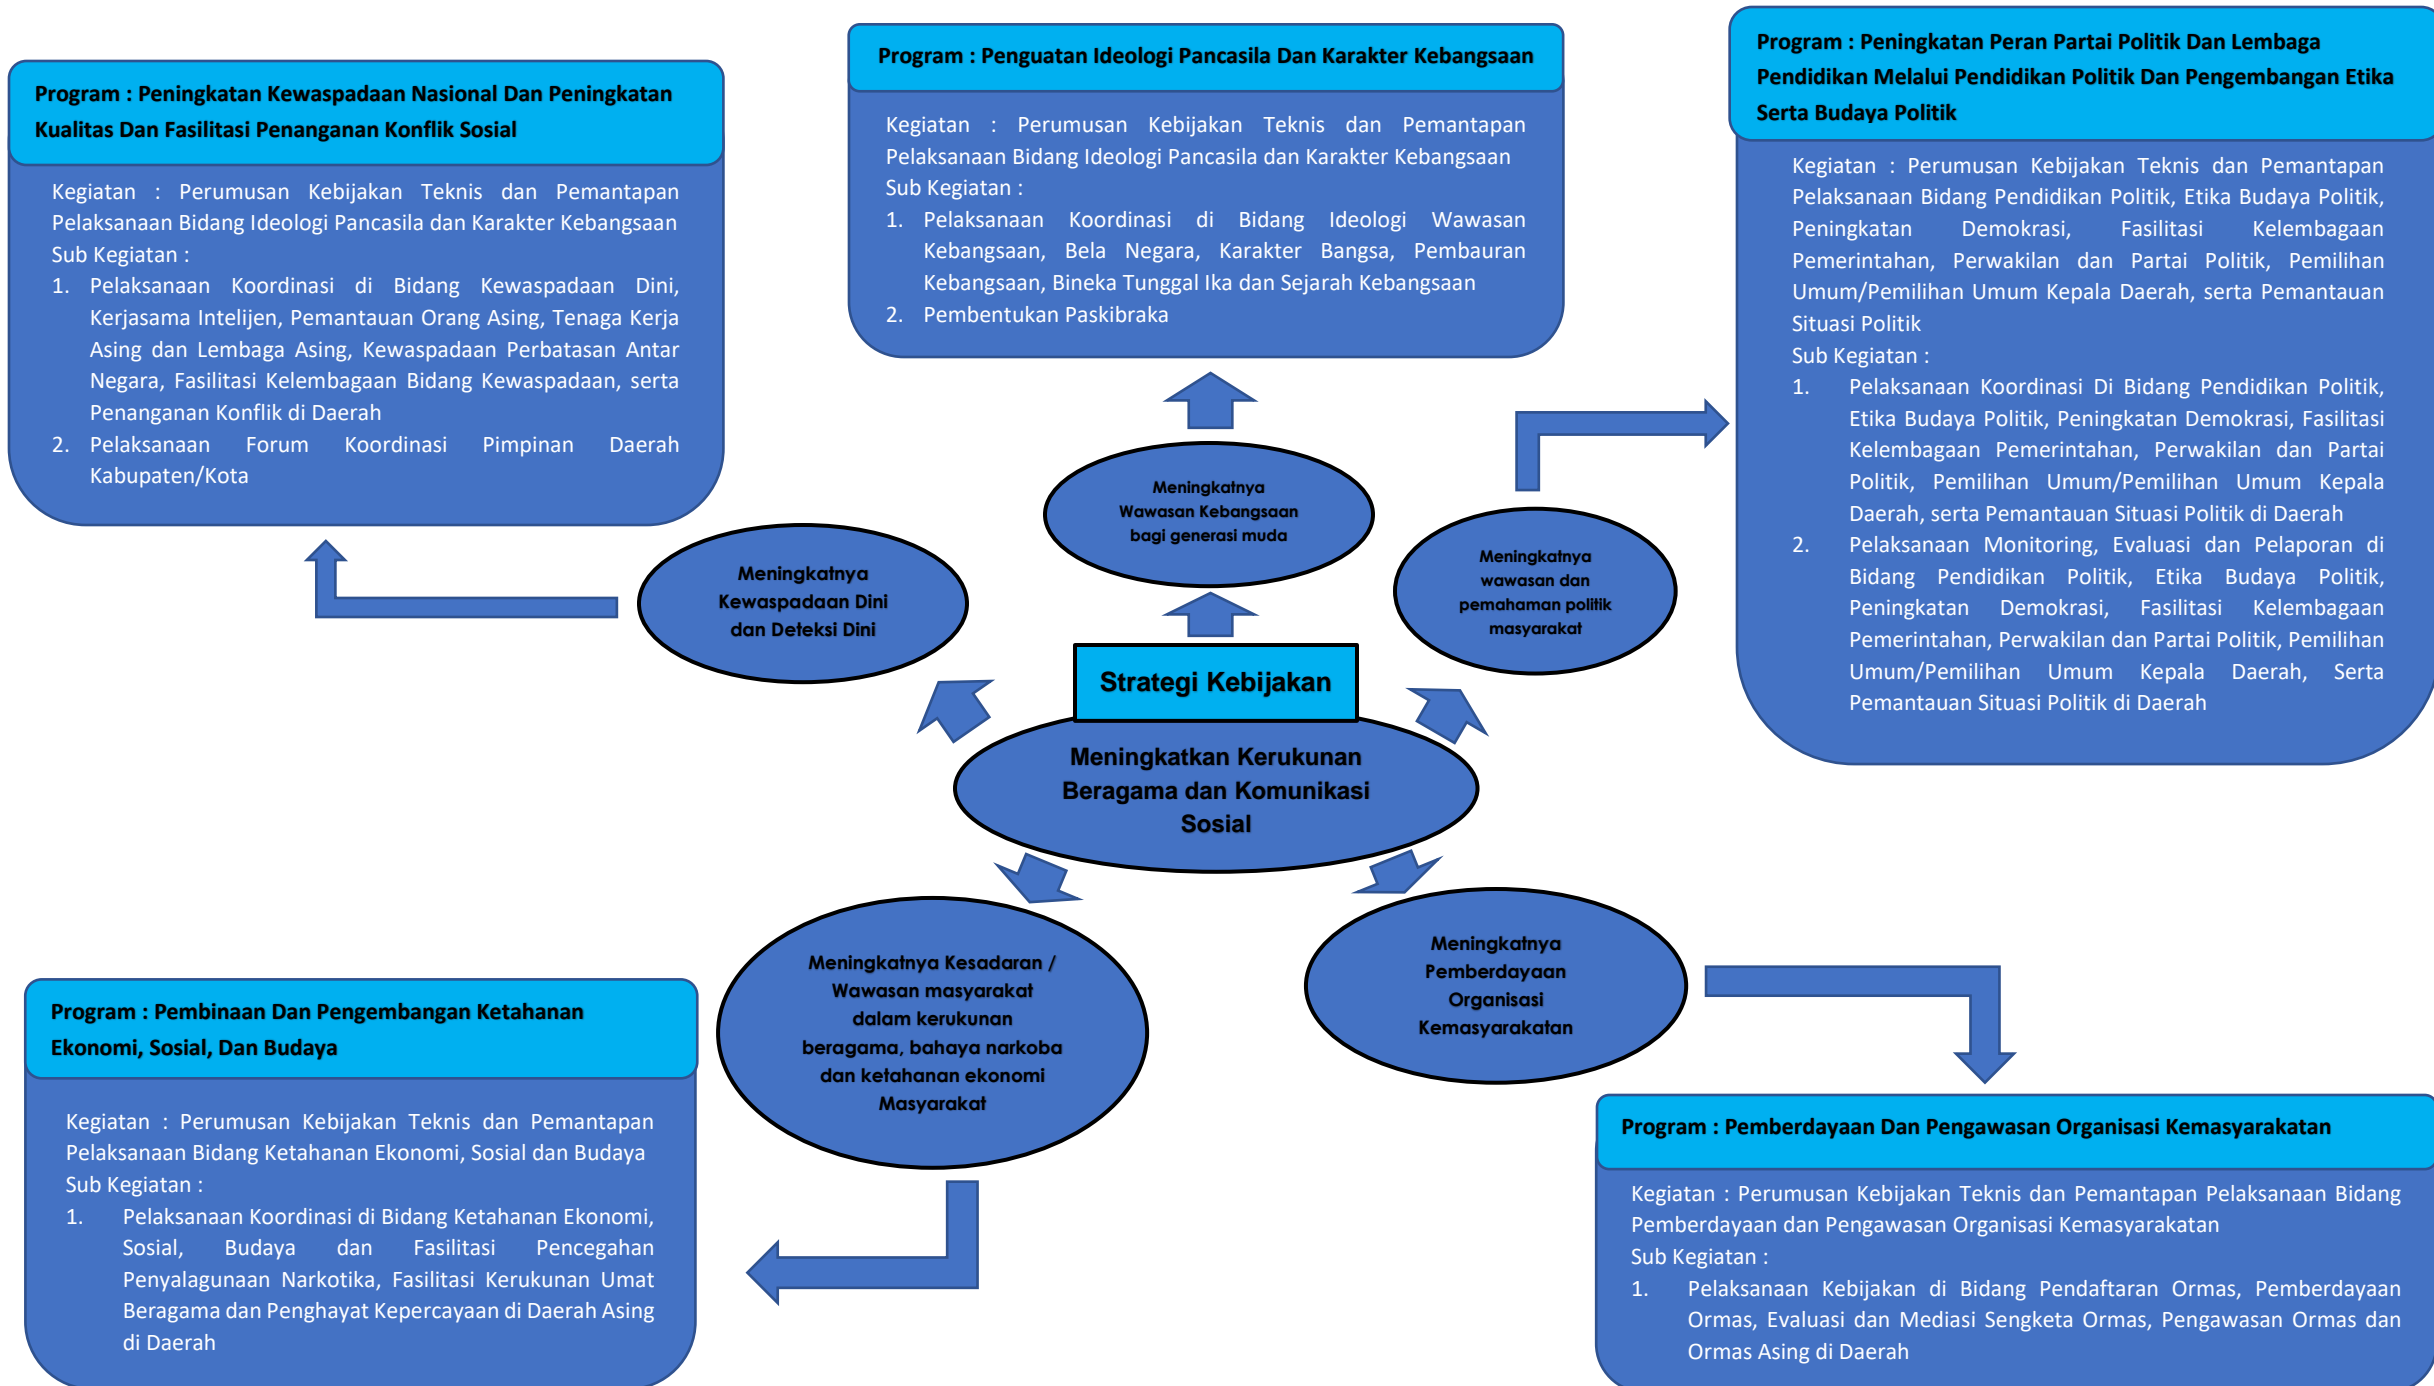 Program : Peningkatan Kewaspadaan Nasional Dan Peningkatan
Kualitas Dan Fasilitasi Penanganan Konflik Sosial
Kegiatan : Perumusan Kebijakan Teknis dan Pemantapan
Pelaksanaan Bidang Ideologi Pancasila dan Karakter Kebangsaan
Sub Kegiatan :
1. Pelaksanaan Koordinasi di Bidang Kewaspadaan Dini,
Kerjasama Intelijen, Pemantauan Orang Asing, Tenaga Kerja
Asing dan Lembaga Asing, Kewaspadaan Perbatasan Antar
Negara, Fasilitasi Kelembagaan Bidang Kewaspadaan, serta
Penanganan Konflik di Daerah
2. Pelaksanaan Forum Koordinasi Pimpinan Daerah
Kabupaten/Kota
Program : Penguatan Ideologi Pancasila Dan Karakter Kebangsaan
Kegiatan : Perumusan Kebijakan Teknis dan Pemantapan
Pelaksanaan Bidang Ideologi Pancasila dan Karakter Kebangsaan
Sub Kegiatan :
1. Pelaksanaan Koordinasi di Bidang Ideologi Wawasan
Kebangsaan, Bela Negara, Karakter Bangsa, Pembauran
Kebangsaan, Bineka Tunggal Ika dan Sejarah Kebangsaan
2. Pembentukan Paskibraka
Program : Peningkatan Peran Partai Politik Dan Lembaga
Pendidikan Melalui Pendidikan Politik Dan Pengembangan Etika
Serta Budaya Politik
Kegiatan : Perumusan Kebijakan Teknis dan Pemantapan
Pelaksanaan Bidang Pendidikan Politik, Etika Budaya Politik,
Peningkatan Demokrasi, Fasilitasi Kelembagaan
Pemerintahan, Perwakilan dan Partai Politik, Pemilihan
Umum/Pemilihan Umum Kepala Daerah, serta Pemantauan
Situasi Politik
Sub Kegiatan :
1. Pelaksanaan Koordinasi Di Bidang Pendidikan Politik,
Etika Budaya Politik, Peningkatan Demokrasi, Fasilitasi
Kelembagaan Pemerintahan, Perwakilan dan Partai
Politik, Pemilihan Umum/Pemilihan Umum Kepala
Daerah, serta Pemantauan Situasi Politik di Daerah
2. Pelaksanaan Monitoring, Evaluasi dan Pelaporan di
Bidang Pendidikan Politik, Etika Budaya Politik,
Peningkatan Demokrasi, Fasilitasi Kelembagaan
Pemerintahan, Perwakilan dan Partai Politik, Pemilihan
Umum/Pemilihan Umum Kepala Daerah, Serta
Pemantauan Situasi Politik di Daerah
Meningkatnya
Kewaspadaan Dini
dan Deteksi Dini
Meningkatnya
Wawasan Kebangsaan
bagi generasi muda
Meningkatnya
wawasan dan
pemahaman politik
masyarakat
Strategi Kebijakan
Meningkatkan Kerukunan
Beragama dan Komunikasi
Sosial
Meningkatnya Kesadaran /
Wawasan masyarakat
dalam kerukunan
beragama, bahaya narkoba
dan ketahanan ekonomi
Masyarakat
Meningkatnya
Pemberdayaan
Organisasi
Kemasyarakatan
Program : Pembinaan Dan Pengembangan Ketahanan
Ekonomi, Sosial, Dan Budaya
Kegiatan : Perumusan Kebijakan Teknis dan Pemantapan
Pelaksanaan Bidang Ketahanan Ekonomi, Sosial dan Budaya
Sub Kegiatan :
1. Pelaksanaan Koordinasi di Bidang Ketahanan Ekonomi,
Sosial, Budaya dan Fasilitasi Pencegahan
Penyalagunaan Narkotika, Fasilitasi Kerukunan Umat
Beragama dan Penghayat Kepercayaan di Daerah Asing
di Daerah
Program : Pemberdayaan Dan Pengawasan Organisasi Kemasyarakatan
Kegiatan : Perumusan Kebijakan Teknis dan Pemantapan Pelaksanaan Bidang
Pemberdayaan dan Pengawasan Organisasi Kemasyarakatan
Sub Kegiatan :
1. Pelaksanaan Kebijakan di Bidang Pendaftaran Ormas, Pemberdayaan
Ormas, Evaluasi dan Mediasi Sengketa Ormas, Pengawasan Ormas dan
Ormas Asing di Daerah